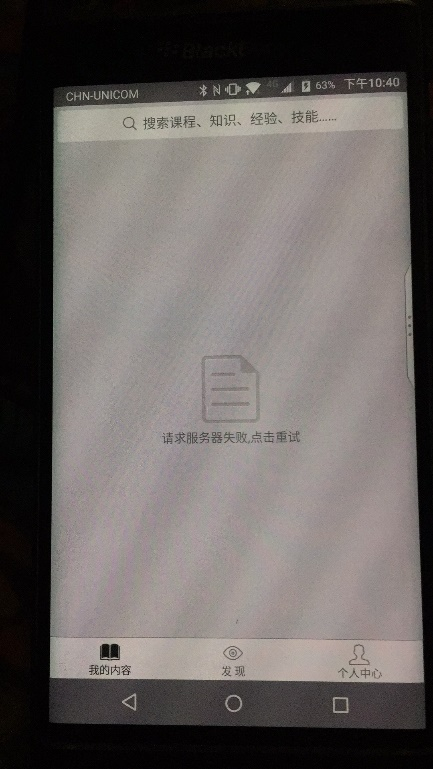 CHN-UNICOM 4G 63% 下午10:40
搜索课程、知识、经验、技能......
请求服务器失败,点击重试
我的内容 发现 个人中心